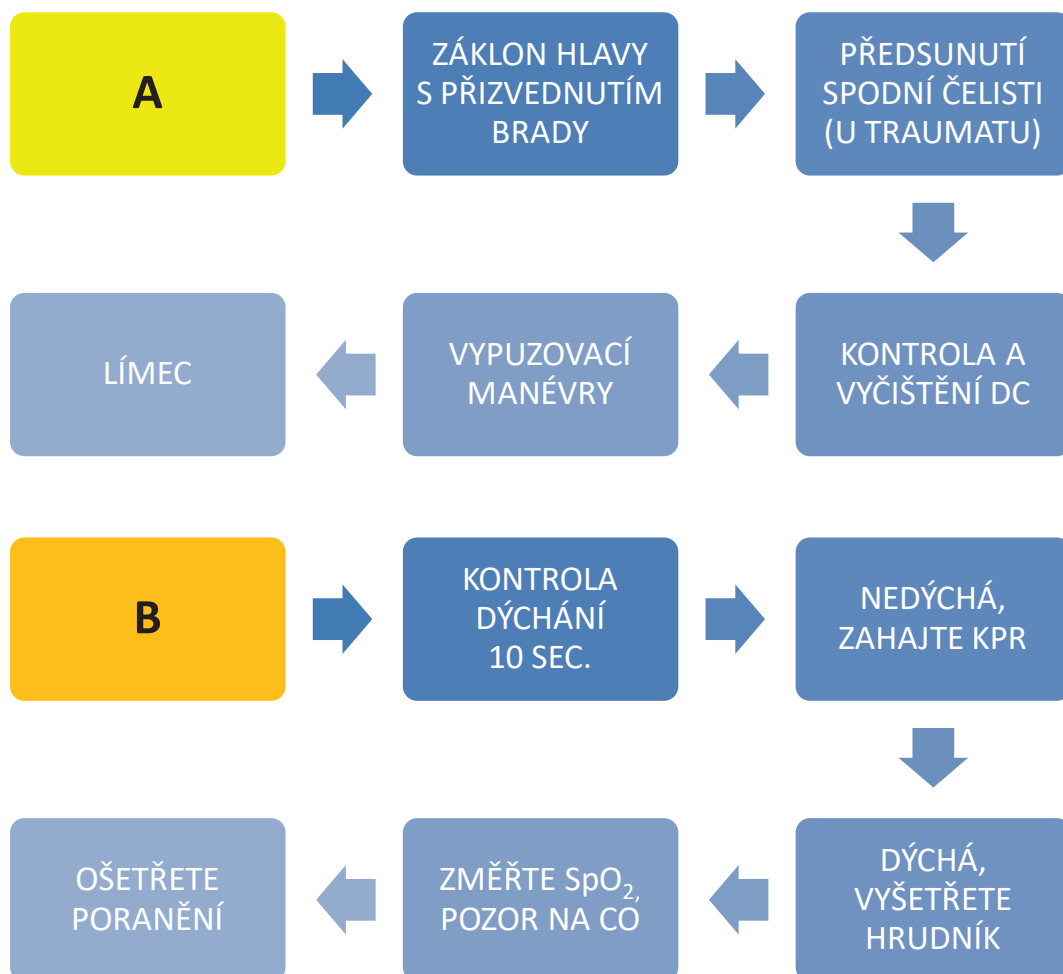 A
ZÁKLON HLAVY
S PŘIZVEDNUTÍM
BRADY
PŘEDSUNUTÍ
SPODNÍ ČELISTI
(U TRAUMATU)
KONTROLA A
VYČIŠTĚNÍ DC
VYPUZOVACÍ
MANÉVRY
LÍMEC
B
KONTROLA
DÝCHÁNÍ
10 SEC.
NEDÝCHÁ,
ZAHAJTE KPR
DÝCHÁ,
VYŠETŘETE
HRUDNÍK
ZMĚŘTE SpO₂,
POZOR NA CO
OŠETŘETE
PORANĚNÍ